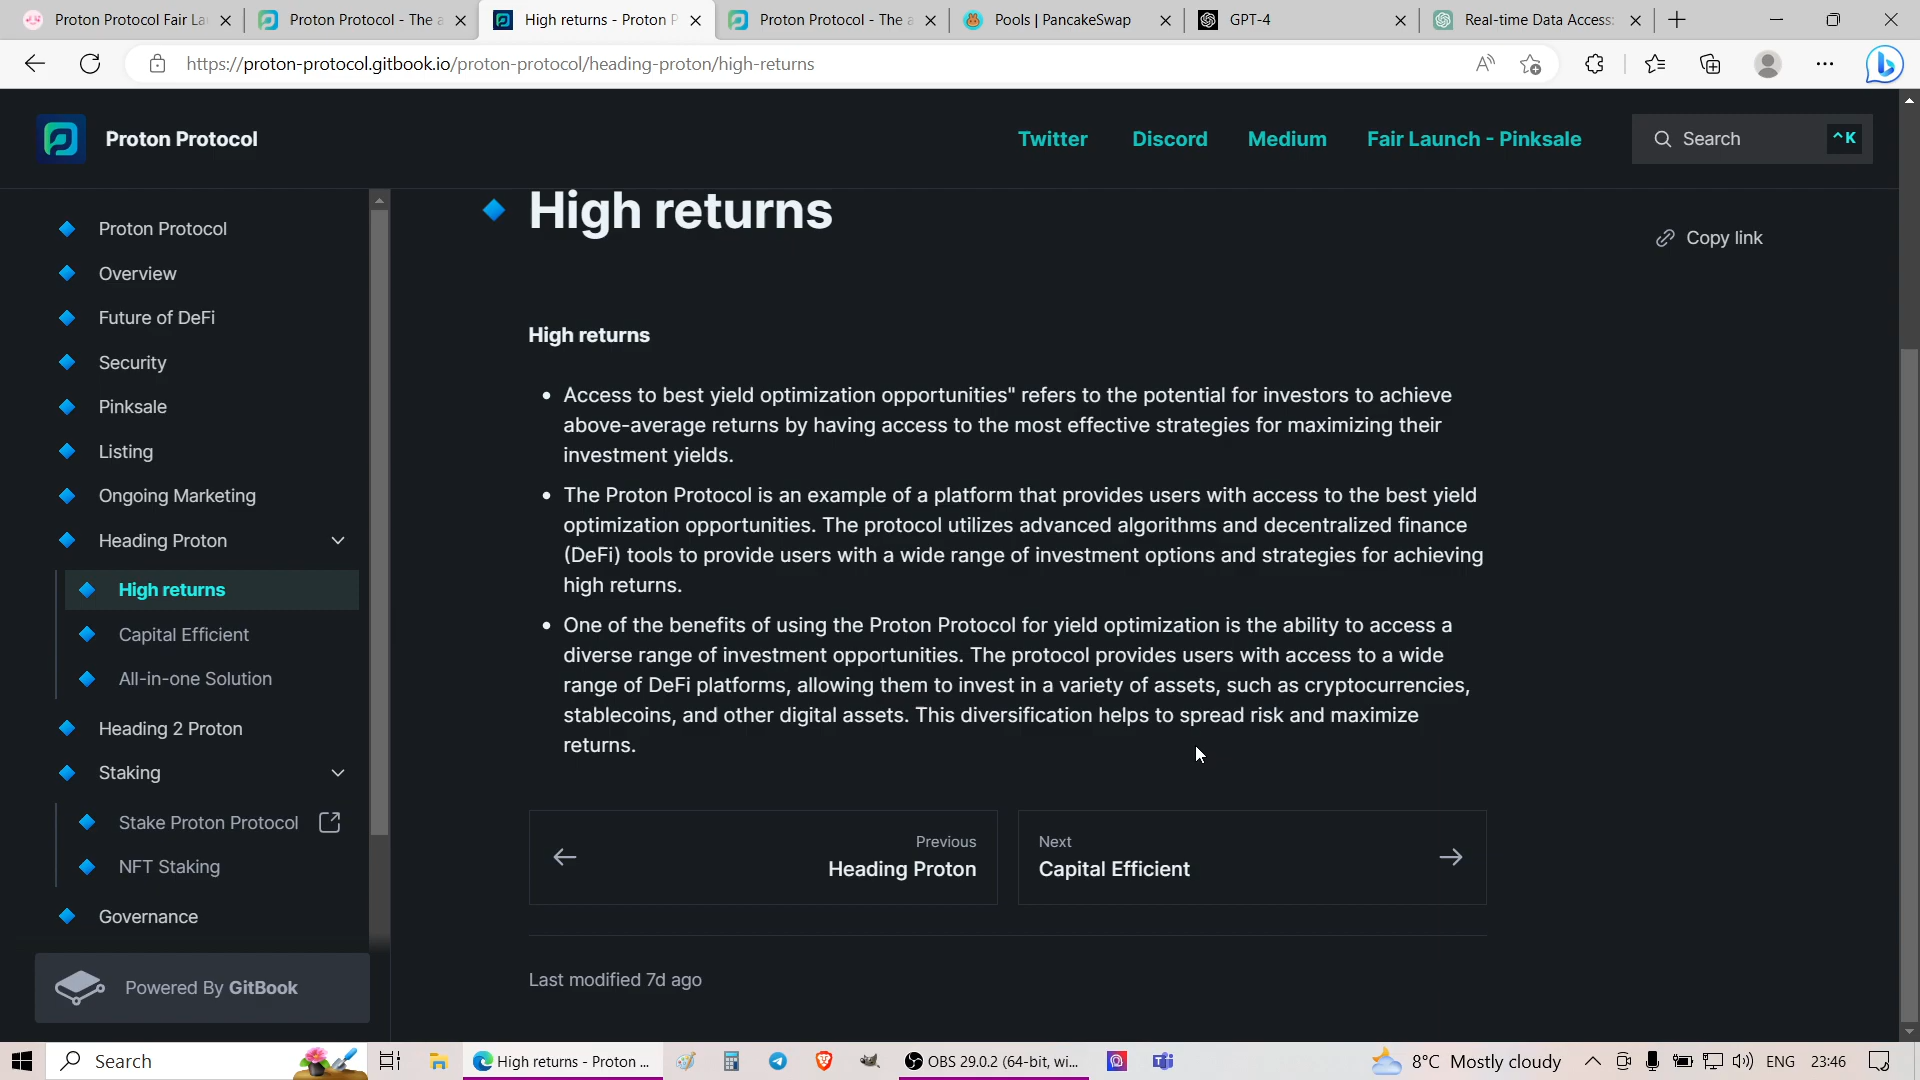 Proton Protocol Fair La
Proton Protocol - The a
High returns - Proton P
Proton Protocol - The a
Pools | PancakeSwap
GPT-4
Real-time Data Access:
https://proton-protocol.gitbook.io/proton-protocol/heading-proton/high-returns
Proton Protocol
Twitter
Discord
Medium
Fair Launch - Pinksale
Search
^K
Proton Protocol
Overview
Future of DeFi
Security
Pinksale
Listing
Ongoing Marketing
Heading Proton
High returns
Capital Efficient
All-in-one Solution
Heading 2 Proton
Staking
Stake Proton Protocol
NFT Staking
Governance
Powered By GitBook
High returns
Copy link
High returns
Access to best yield optimization opportunities" refers to the potential for investors to achieve
above-average returns by having access to the most effective strategies for maximizing their
investment yields.
The Proton Protocol is an example of a platform that provides users with access to the best yield
optimization opportunities. The protocol utilizes advanced algorithms and decentralized finance
(DeFi) tools to provide users with a wide range of investment options and strategies for achieving
high returns.
One of the benefits of using the Proton Protocol for yield optimization is the ability to access a
diverse range of investment opportunities. The protocol provides users with access to a wide
range of DeFi platforms, allowing them to invest in a variety of assets, such as cryptocurrencies,
stablecoins, and other digital assets. This diversification helps to spread risk and maximize
returns.
Previous
Heading Proton
Next
Capital Efficient
Last modified 7d ago
Search
High returns - Proton ...
OBS 29.0.2 (64-bit, wi...
8°C Mostly cloudy
ENG
23:46